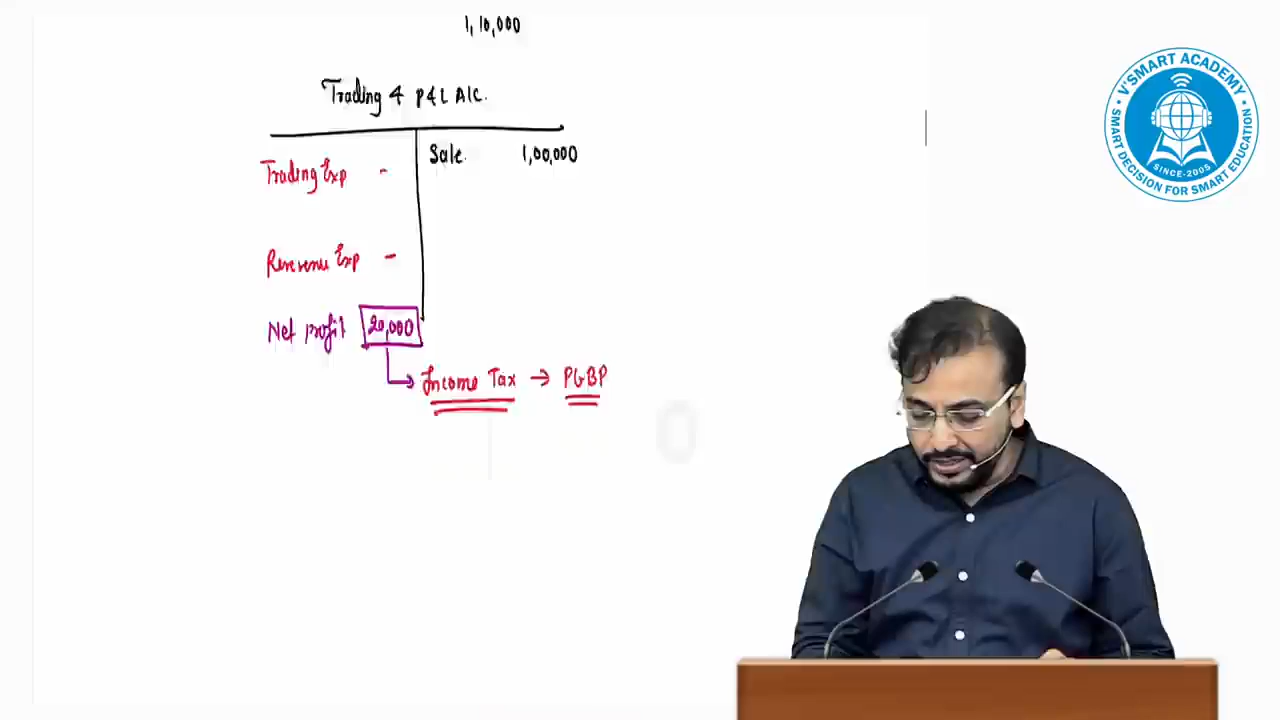 1,10,000
Trading & P&L A/c.
Sale. 1,00,000
Trading Exp -
Revenue Exp -
Net profit 20,000
Income Tax → PGBP
V'SMART ACADEMY
SINCE-2005
SMART DECISION FOR SMART EDUCATION